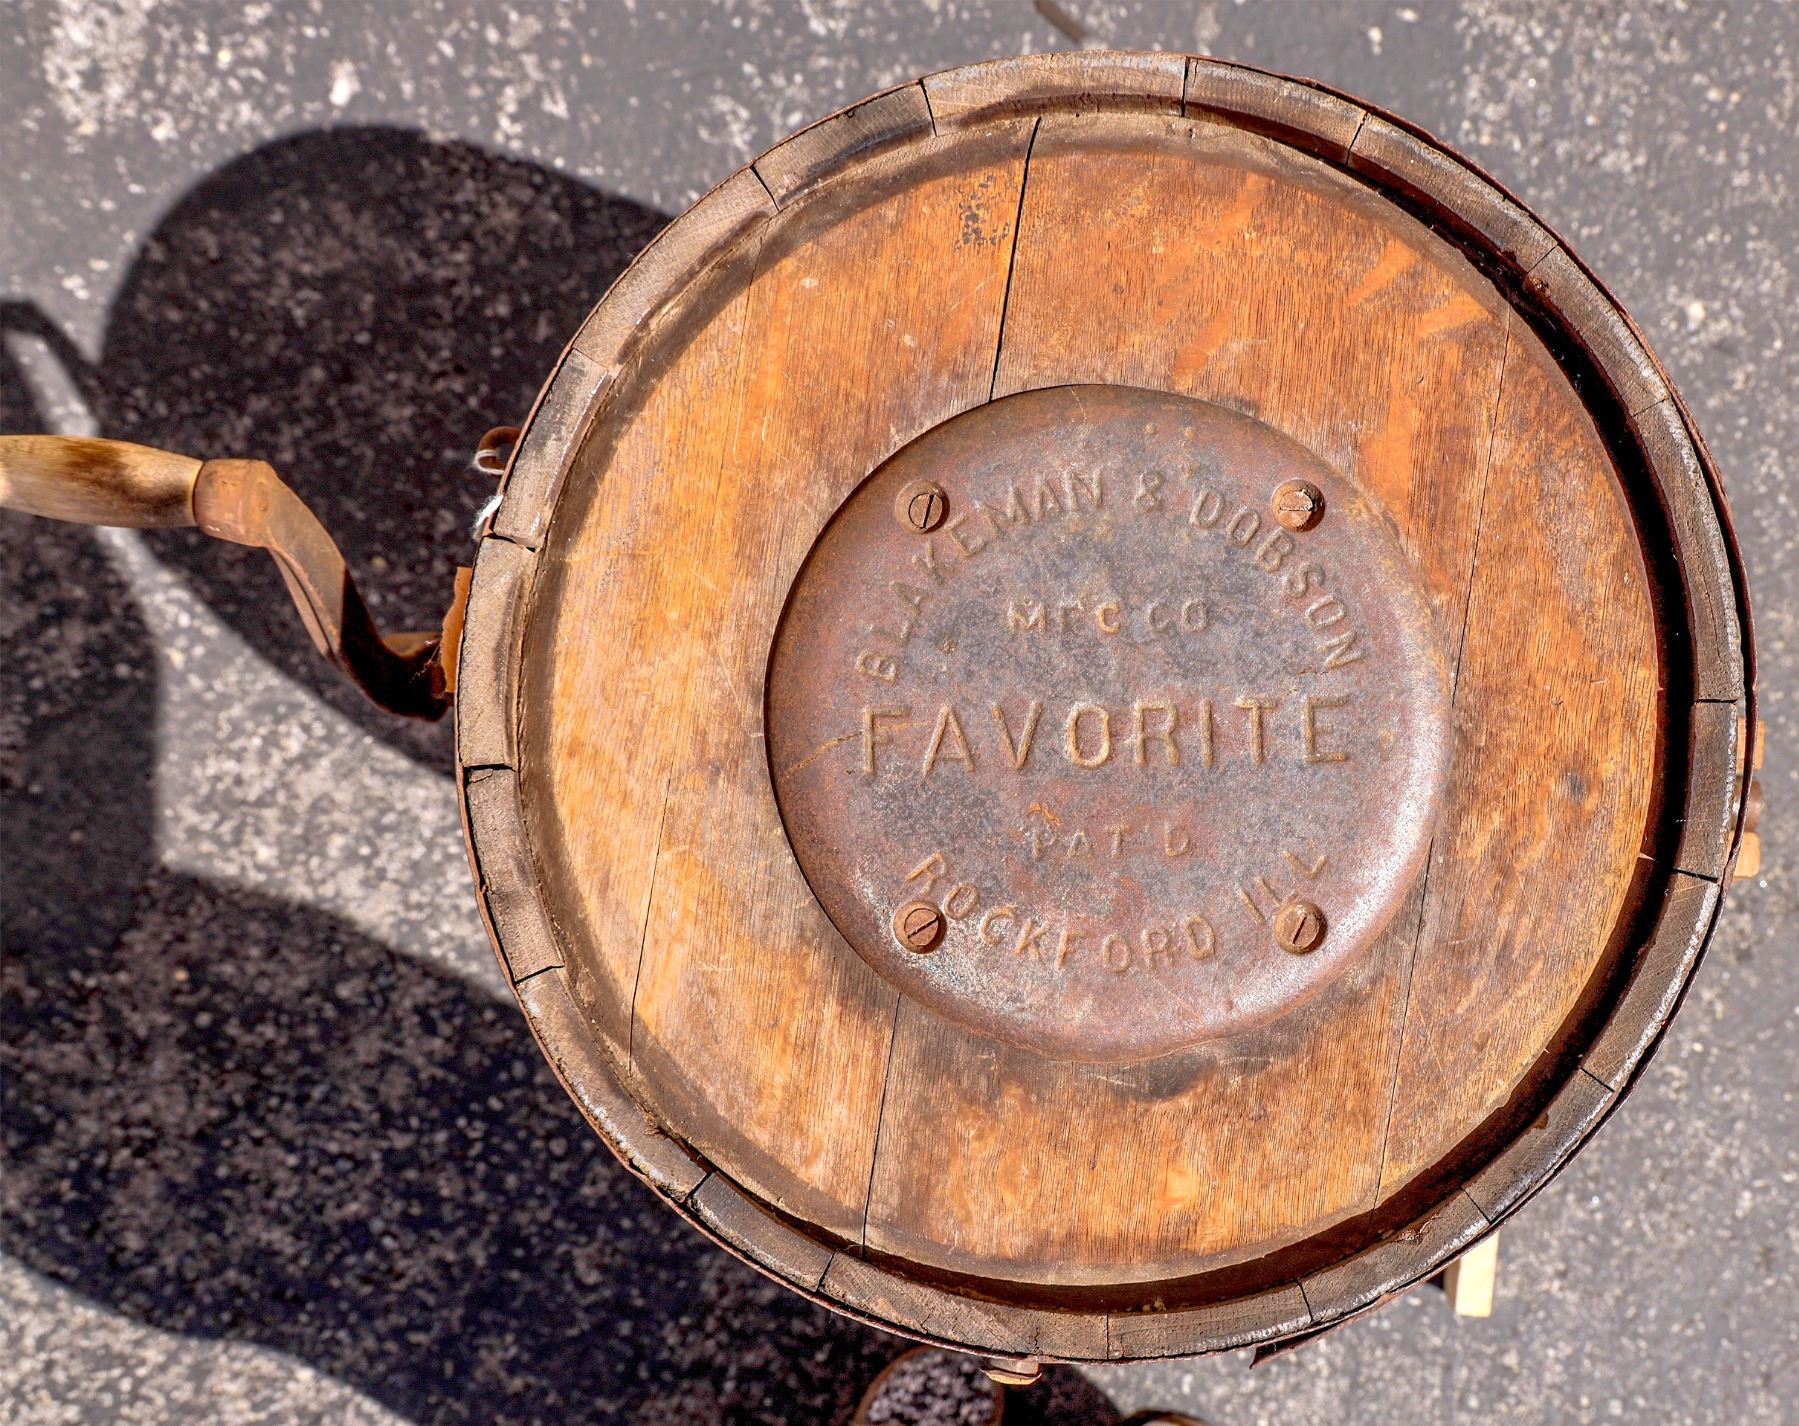 BLAKEMAN & DOBSON
MFG CO
FAVORITE
PAT'D
ROCKFORD ILL